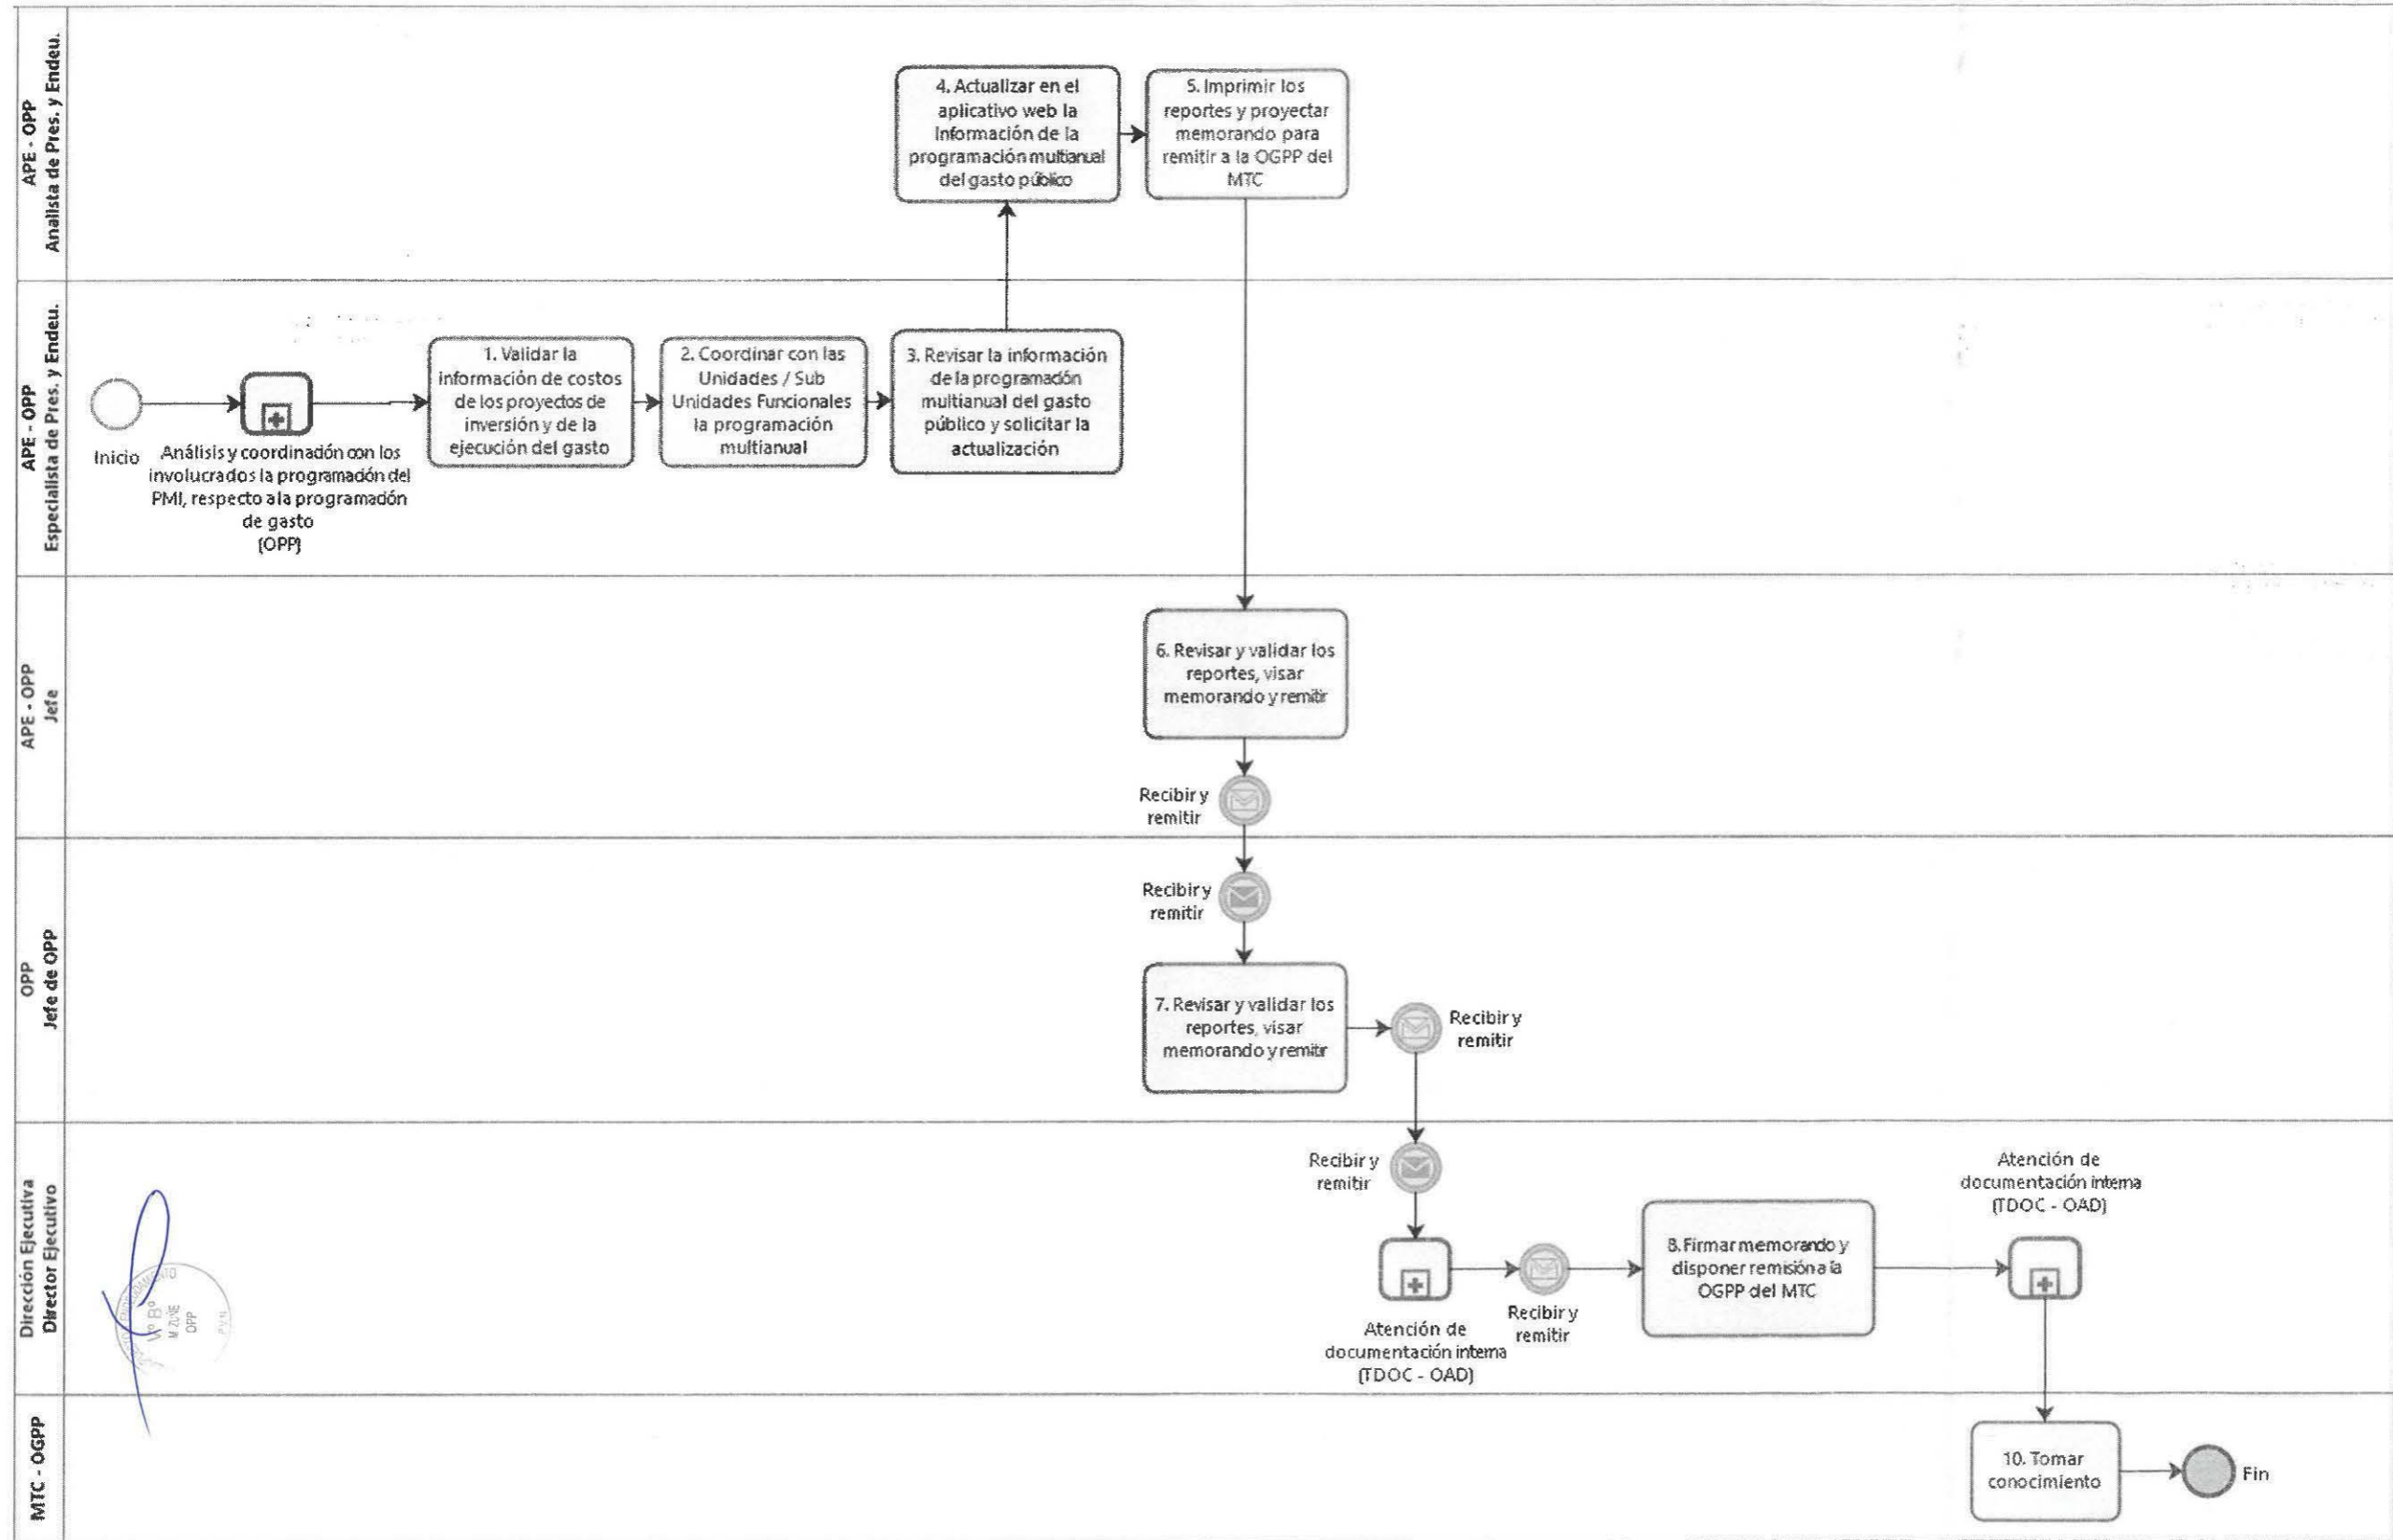 APE - OPP
Analista de Pres. y Endeu.
4. Actualizar en el
aplicativo web la
Información de la
programación multianual
del gasto público
5. Imprimir los
reportes y proyectar
memorando para
remitir a la OGPP del
MTC
APE - OPP
Especialista de Pres. y Endeu.
Inicio
Análisis y coordinación con los
involucrados la programación del
PMI, respecto a la programación
de gasto
(OPP)
1. Validar la
información de costos
de los proyectos de
inversión y de la
ejecución del gasto
2. Coordinar con las
Unidades / Sub
Unidades Funcionales
la programación
multianual
3. Revisar la información
de la programación
multianual del gasto
público y solicitar la
actualización
APE - OPP
Jefe
6. Revisar y validar los
reportes, visar
memorando y remitir
Recibir y
remitir
OPP
Jefe de OPP
Recibir y
remitir
7. Revisar y validar los
reportes, visar
memorando y remitir
Recibir y
remitir
Dirección Ejecutiva
Director Ejecutivo
Recibir y
remitir
Atención de
documentación interna
(TDOC - OAD)
Recibir y
remitir
8. Firmar memorando y
disponer remisión a la
OGPP del MTC
Atención de
documentación interna
(TDOC - OAD)
VºBº
OPP
MTC - OGPP
10. Tomar
conocimiento
Fin